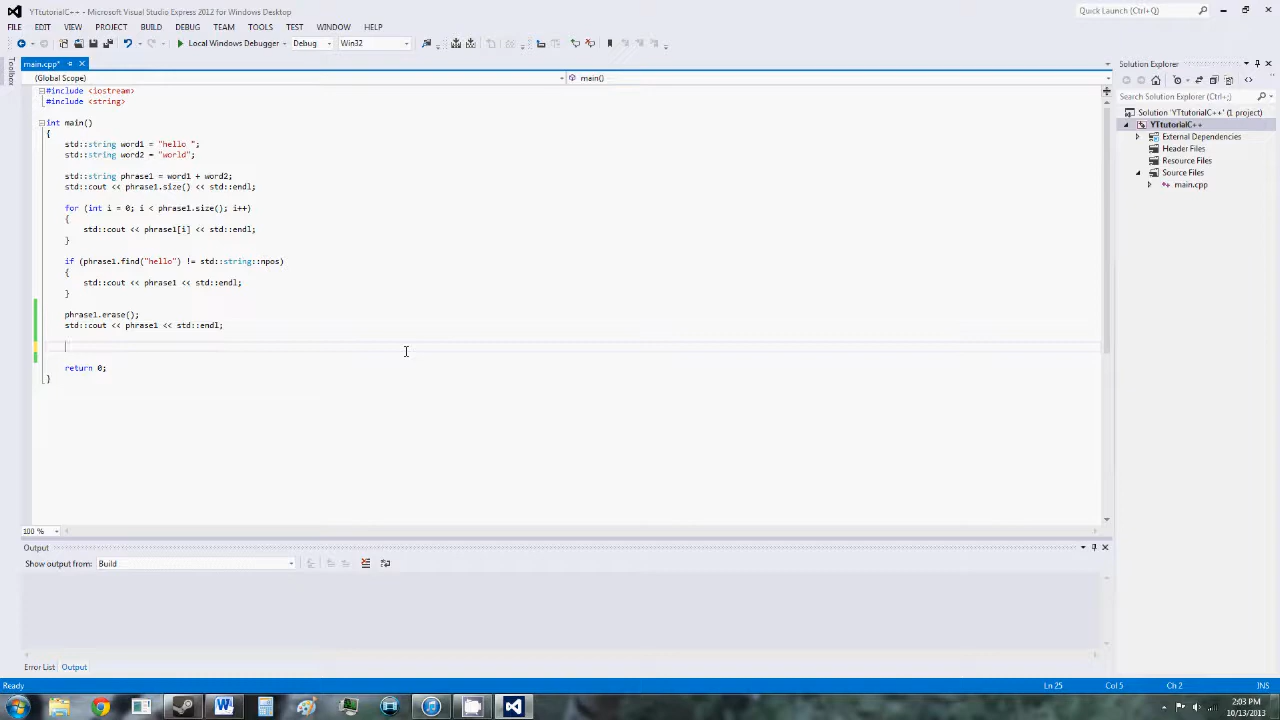 YTtutorialC++ - Microsoft Visual Studio Express 2012 for Windows Desktop
Quick Launch (Ctrl+Q)
FILE EDIT VIEW PROJECT BUILD DEBUG TEAM TOOLS TEST WINDOW HELP
Local Windows Debugger Debug Win32
Toolbox
main.cpp*
(Global Scope) main()
#include <iostream>
#include <string>
int main()
{
std::string word1 = "hello ";
std::string word2 = "world";
std::string phrase1 = word1 + word2;
std::cout << phrase1.size() << std::endl;
for (int i = 0; i < phrase1.size(); i++)
{
std::cout << phrase1[i] << std::endl;
}
if (phrase1.find("hello") != std::string::npos)
{
std::cout << phrase1 << std::endl;
}
phrase1.erase();
std::cout << phrase1 << std::endl;
return 0;
}
100 %
Solution Explorer
Search Solution Explorer (Ctrl+;)
Solution 'YTtutorialC++' (1 project)
YTtutorialC++
External Dependencies
Header Files
Resource Files
Source Files
main.cpp
Output
Show output from: Build
Error List Output
Ready Ln 25 Col 5 Ch 2 INS
2:03 PM
10/13/2013